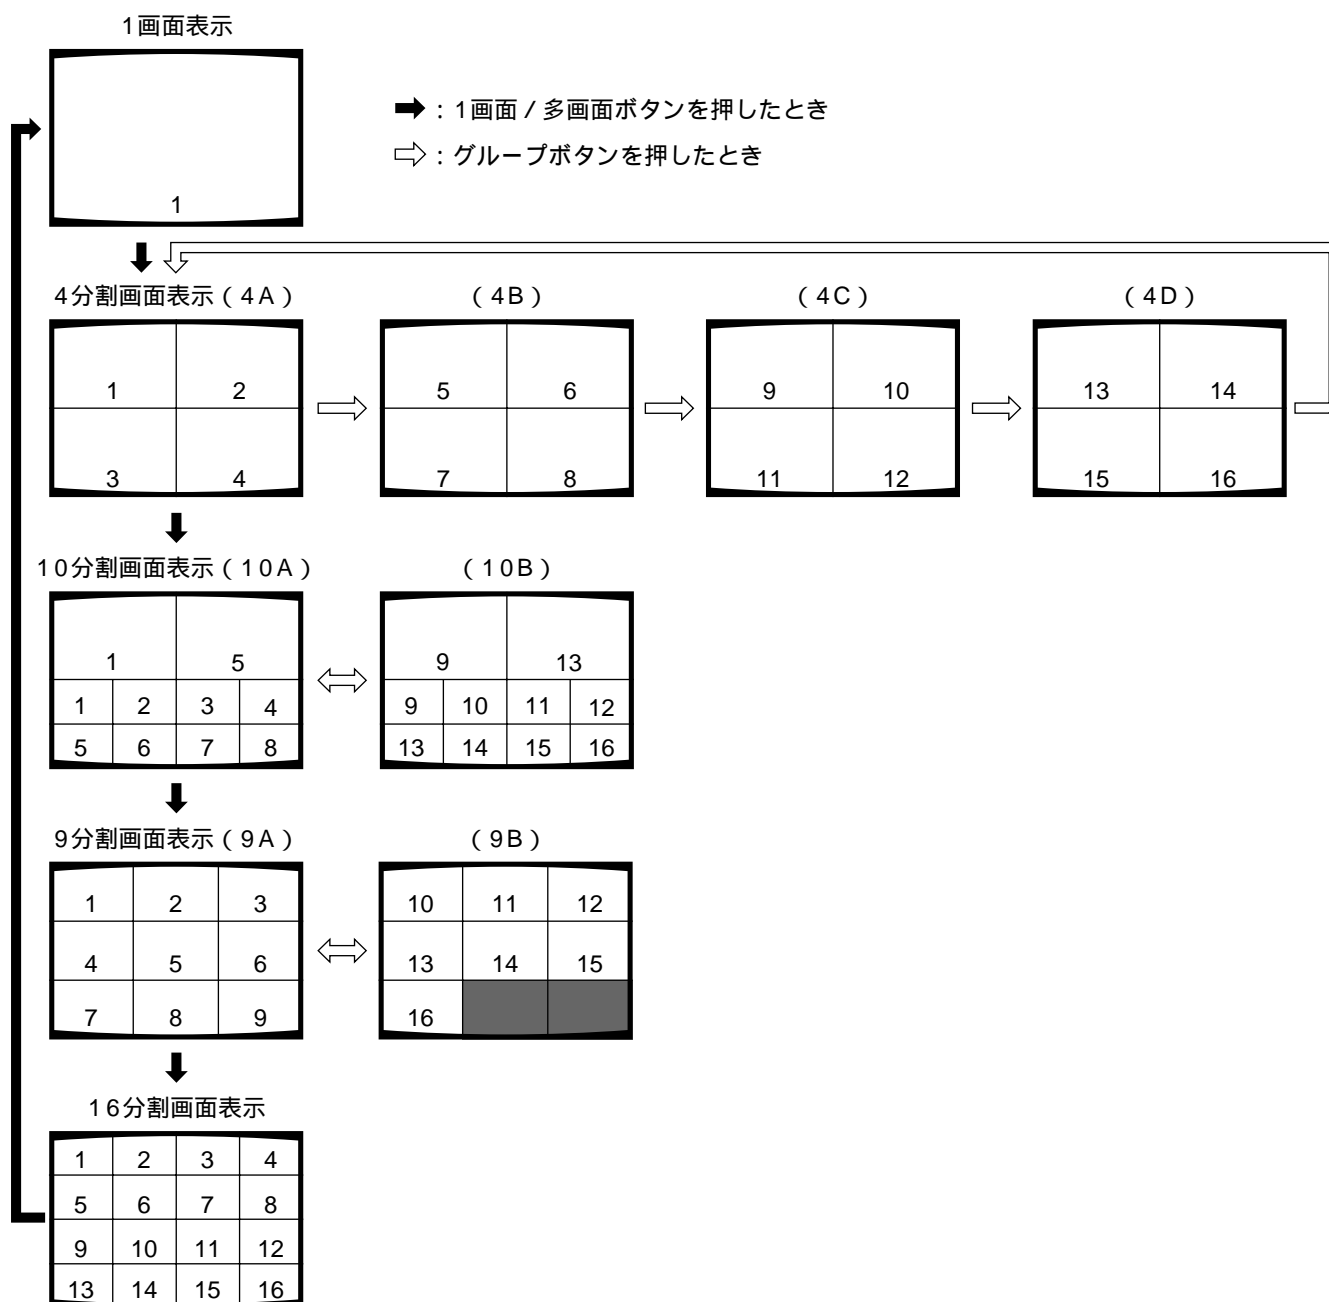 1画面表示
1
➡：1画面 / 多画面ボタンを押したとき
⇨：グループボタンを押したとき
4分割画面表示（4A）
（4B）
（4C）
（4D）
1 2
3 4
5 6
7 8
9 10
11 12
13 14
15 16
10分割画面表示（10A）
（10B）
1 5
1 2 3 4
5 6 7 8
9 13
9 10 11 12
13 14 15 16
9分割画面表示（9A）
（9B）
1 2 3
4 5 6
7 8 9
10 11 12
13 14 15
16
16分割画面表示
1 2 3 4
5 6 7 8
9 10 11 12
13 14 15 16